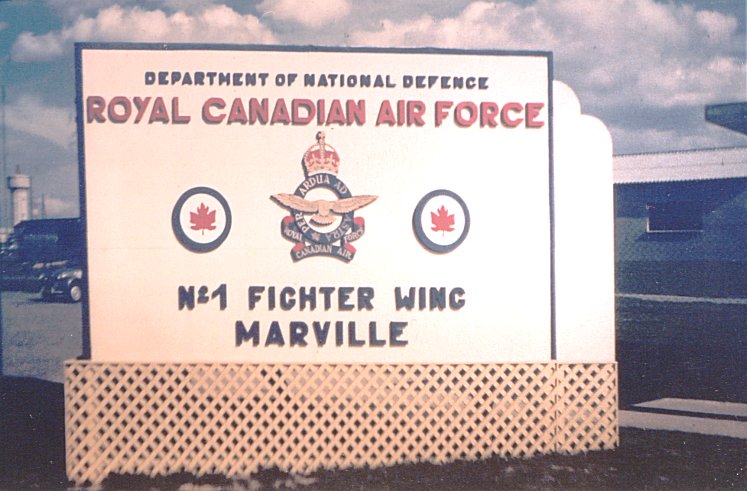 DEPARTMENT OF NATIONAL DEFENCE
ROYAL CANADIAN AIR FORCE
PER ARDUA AD ASTRA
ROYAL CANADIAN AIR FORCE
Nº1 FIGHTER WING
MARVILLE